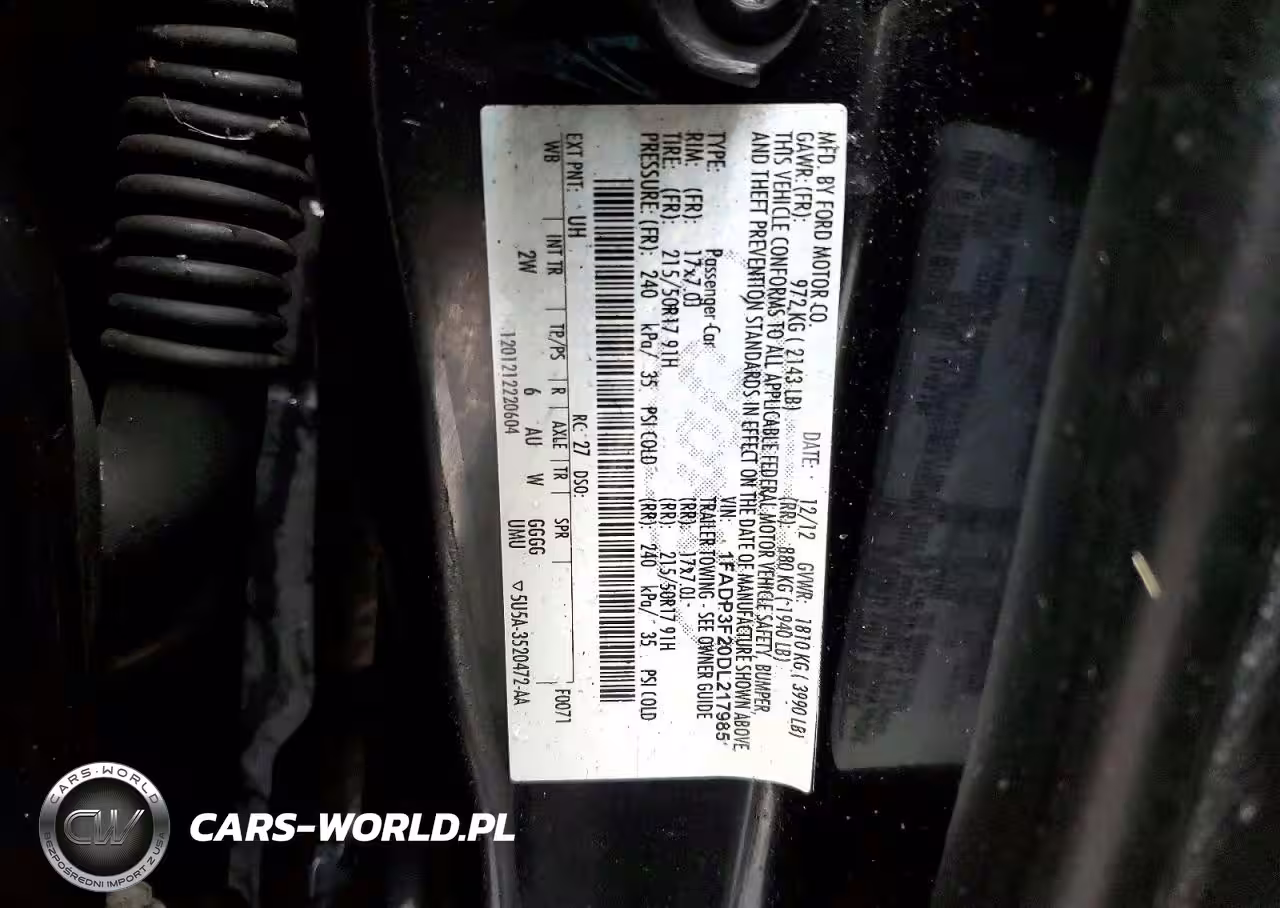 MFD. BY FORD MOTOR CO.
DATE: 12/12 GVWR: 1810 KG ( 3990 LB)
GAWR: (FR): 972 KG ( 2143 LB) (RR): 880 KG ( 1940 LB)
THIS VEHICLE CONFORMS TO ALL APPLICABLE FEDERAL MOTOR VEHICLE SAFETY, BUMPER,
AND THEFT PREVENTION STANDARDS IN EFFECT ON THE DATE OF MANUFACTURE SHOWN ABOVE
VIN: 1FADP3F20DL217985
TYPE: Passenger Car TRAILER TOWING - SEE OWNER GUIDE
RIM: (FR): 17x7.0J (RR): 17x7.0J
TIRE: (FR): 215/50R17 91H (RR): 215/50R17 91H
PRESSURE: (FR): 240 kPa/ 35 PSI COLD (RR): 240 kPa/ 35 PSI COLD
EXT PNT: UH RC: 27 DSO: F0071
WB INT TR TP/PS R AXLE TR SPR
2W 6 AU W GGGG
UMU
1201212220604
▽5U5A-3520472-AA
CARS-WORLD
CW
BEZPOŚREDNI IMPORT Z USA
CARS-WORLD.PL